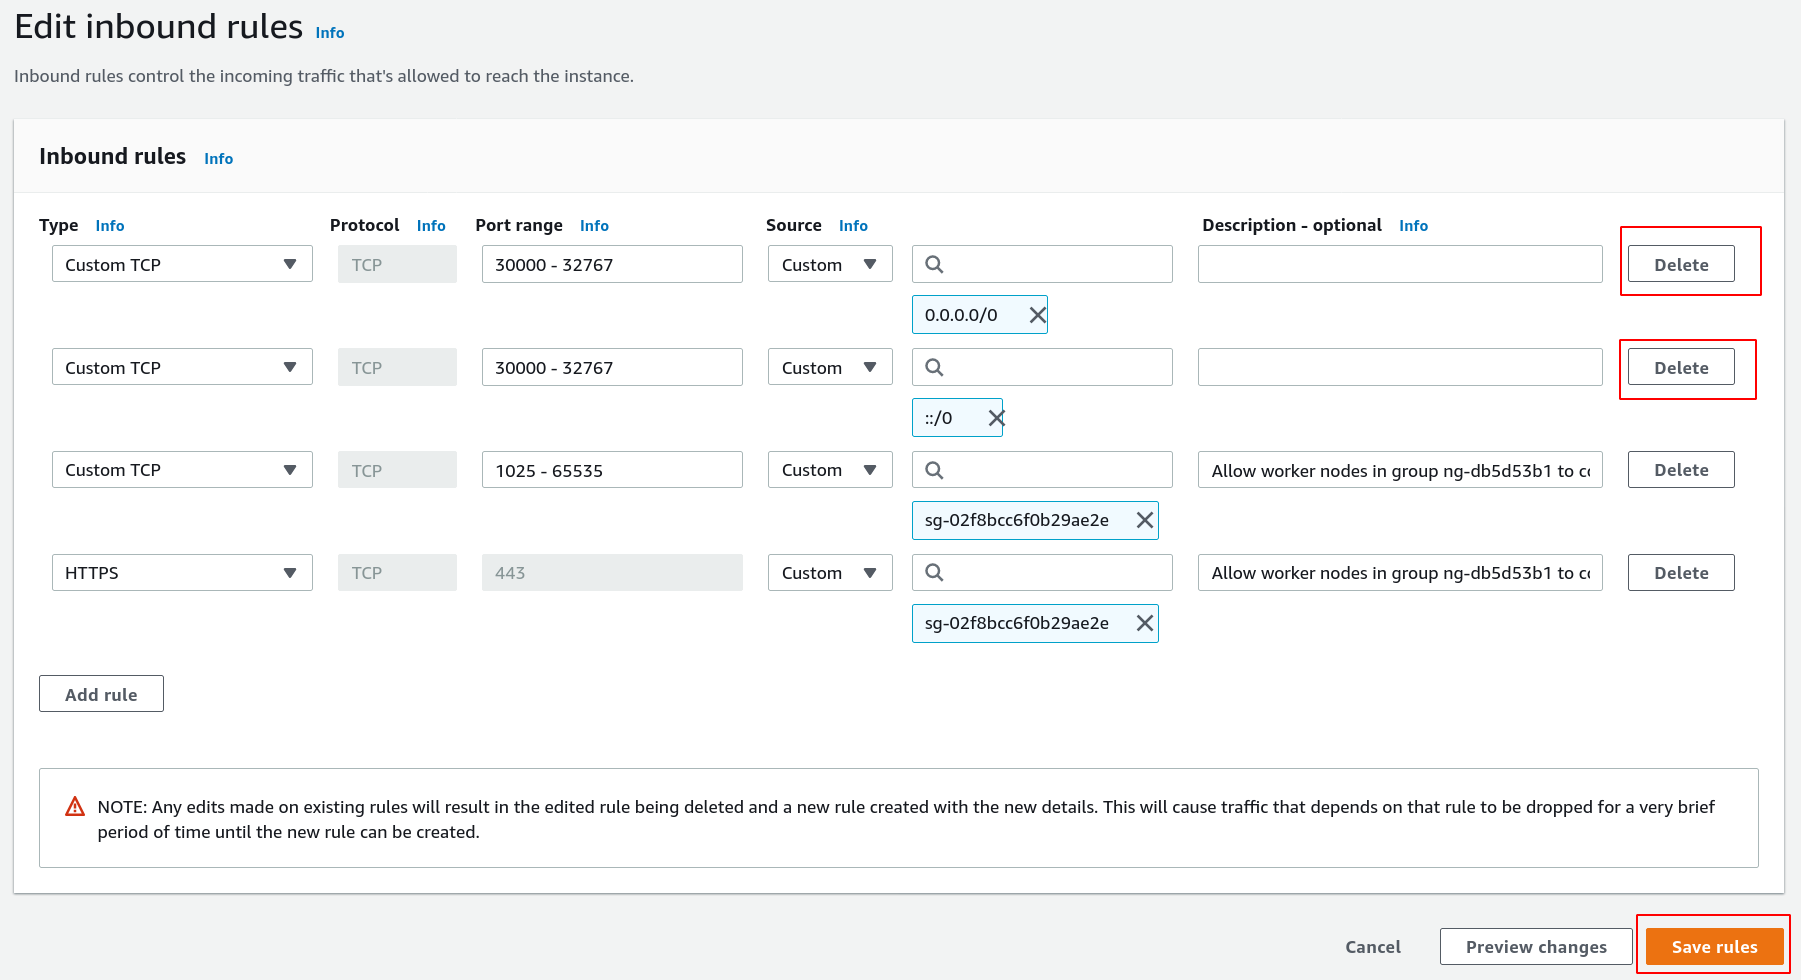 Edit inbound rules Info
Inbound rules control the incoming traffic that's allowed to reach the instance.
Inbound rules Info
Type Info Protocol Info Port range Info Source Info Description - optional Info
Custom TCP TCP 30000 - 32767 Custom Delete
0.0.0.0/0
Custom TCP TCP 30000 - 32767 Custom Delete
::/0
Custom TCP TCP 1025 - 65535 Custom Allow worker nodes in group ng-db5d53b1 to cc Delete
sg-02f8bcc6f0b29ae2e
HTTPS TCP 443 Custom Allow worker nodes in group ng-db5d53b1 to cc Delete
sg-02f8bcc6f0b29ae2e
Add rule
NOTE: Any edits made on existing rules will result in the edited rule being deleted and a new rule created with the new details. This will cause traffic that depends on that rule to be dropped for a very brief
period of time until the new rule can be created.
Cancel Preview changes Save rules